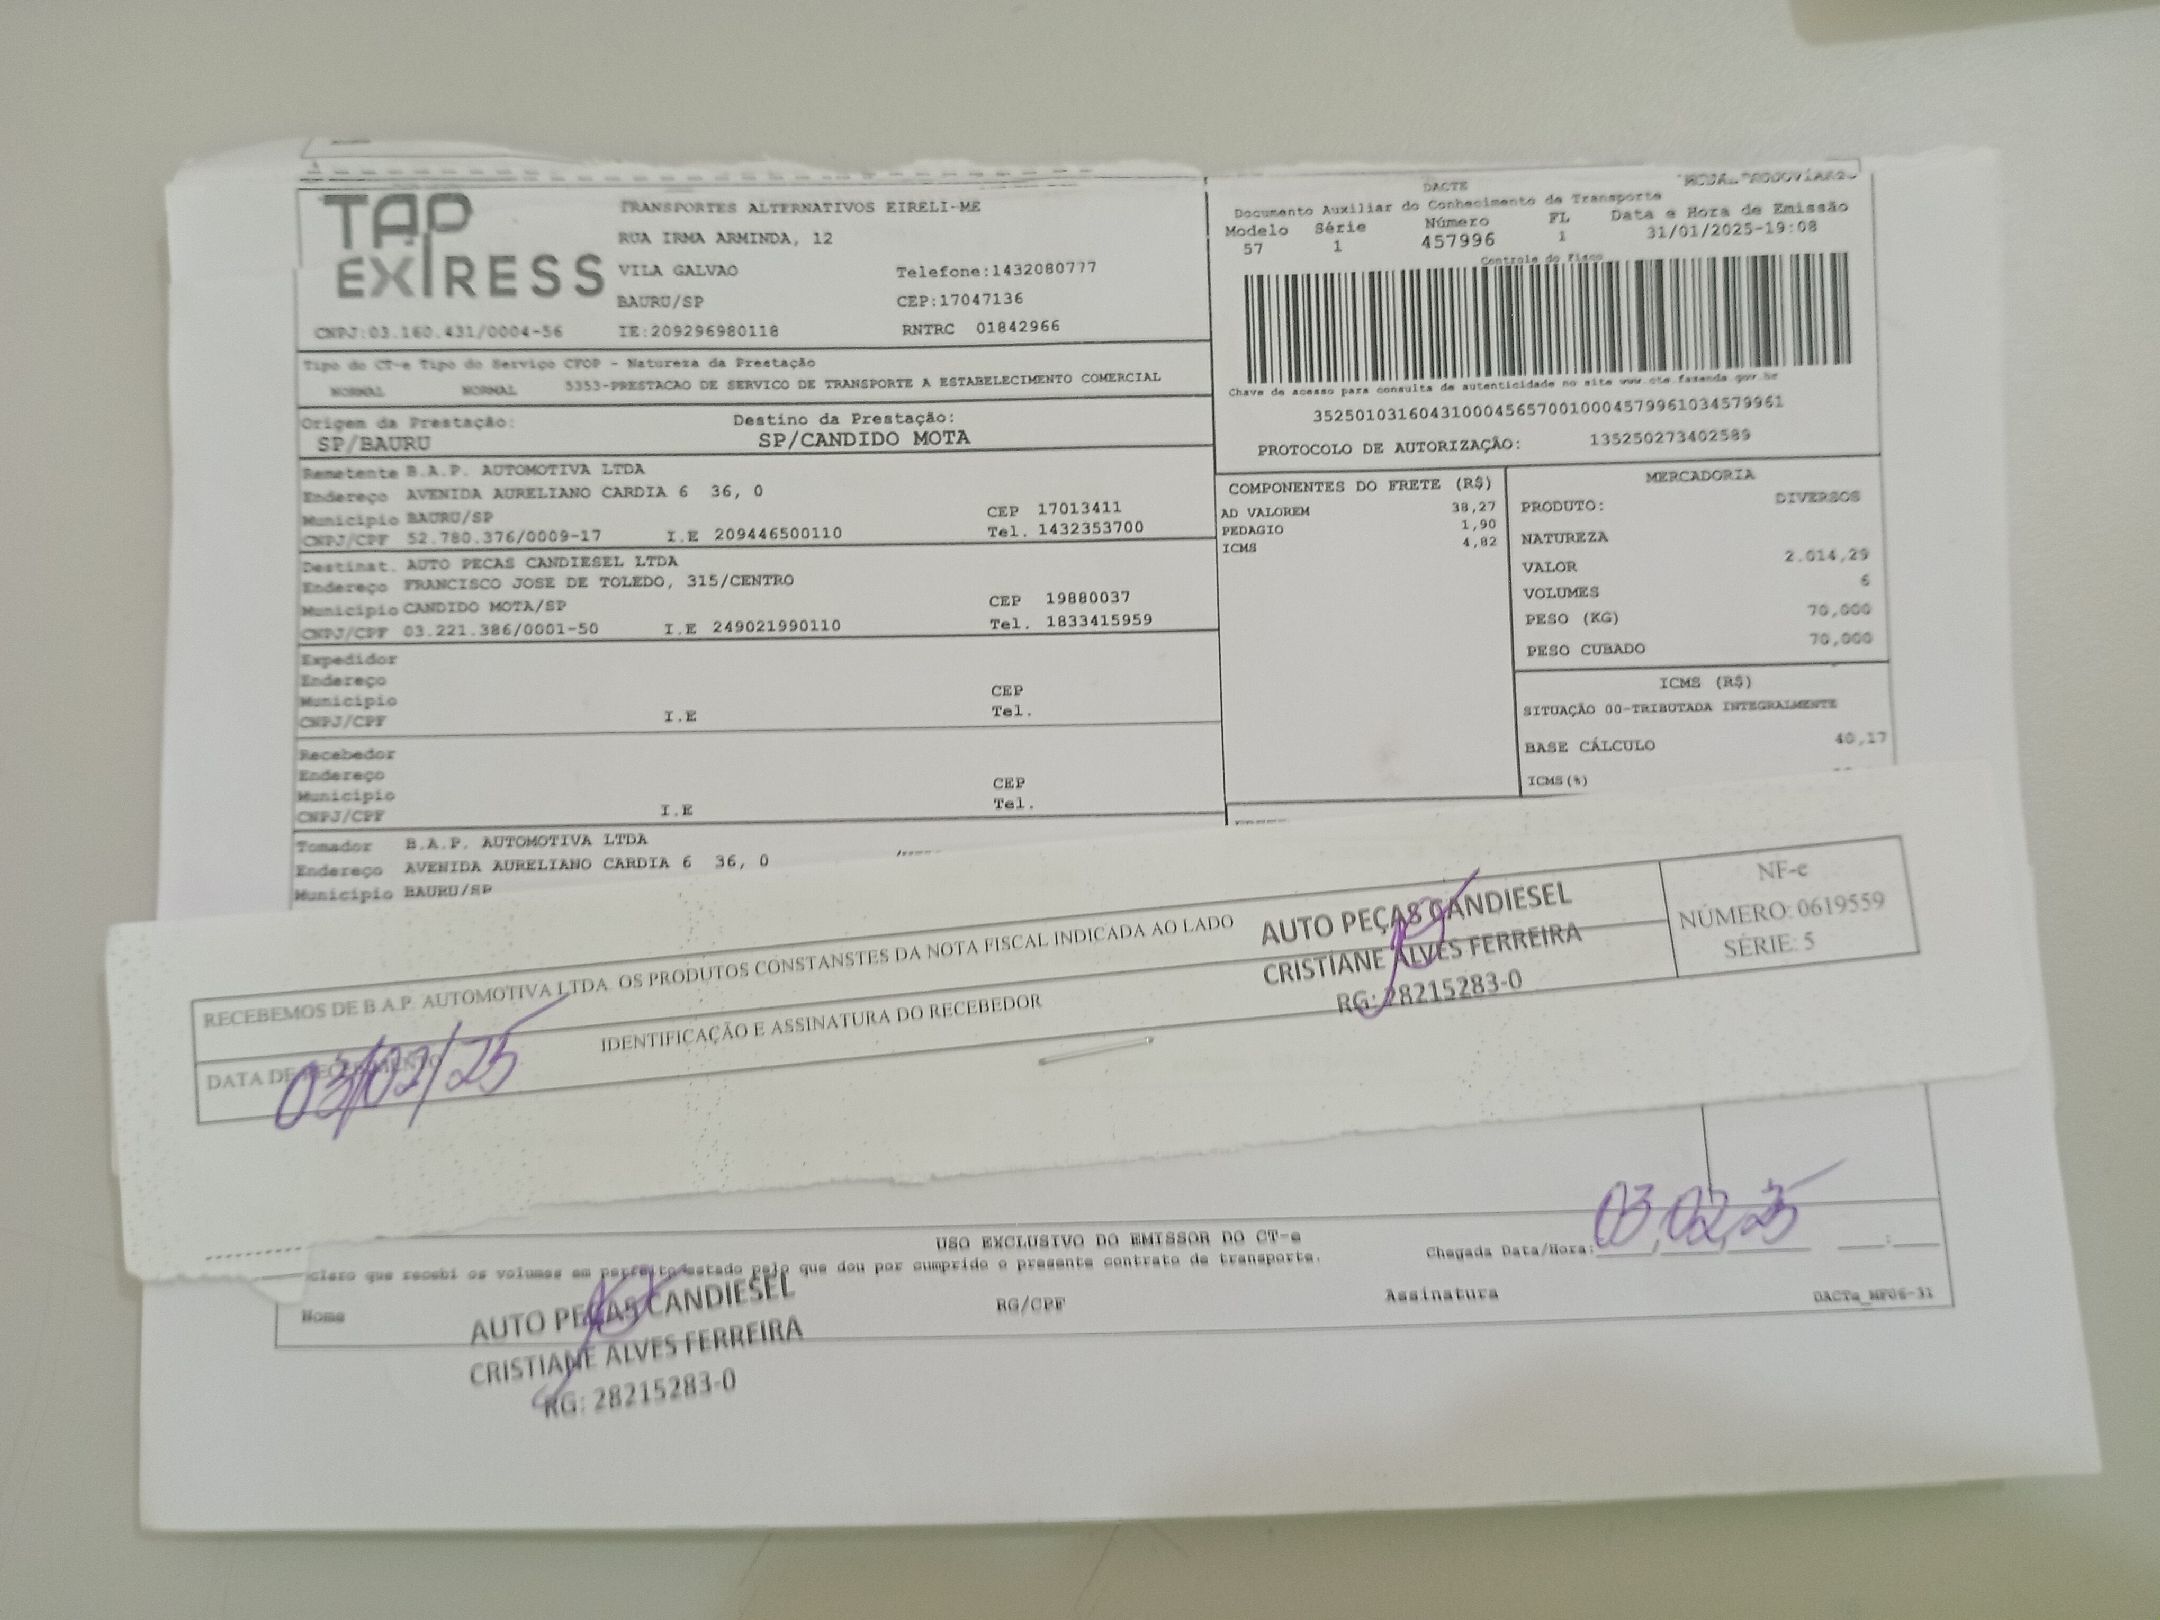 TAP EXPRESS
TRANSPORTES ALTERNATIVOS EIRELI-ME
RUA IRMA ARMINDA, 12
VILA GALVAO Telefone:1432080777
BAURU/SP CEP:17047136
CNPJ:03.160.431/0004-56 IE:209296980118 RNTRC 01842966
Tipo do CT-e Tipo do Serviço CFOP - Natureza da Prestação
NORMAL NORMAL 5353-PRESTACAO DE SERVICO DE TRANSPORTE A ESTABELECIMENTO COMERCIAL
Origem da Prestação: Destino da Prestação:
SP/BAURU SP/CANDIDO MOTA
Remetente B.A.P. AUTOMOTIVA LTDA
Endereço AVENIDA AURELIANO CARDIA 6 36, 0
Municipio BAURU/SP CEP 17013411
CNPJ/CPF 52.780.376/0009-17 I.E 209446500110 Tel. 1432353700
Destinat. AUTO PECAS CANDIESEL LTDA
Endereço FRANCISCO JOSE DE TOLEDO, 315/CENTRO
Municipio CANDIDO MOTA/SP CEP 19880037
CNPJ/CPF 03.221.386/0001-50 I.E 249021990110 Tel. 1833415959
Expedidor
Endereço
Municipio CEP
CNPJ/CPF I.E Tel.
Recebedor
Endereço
Municipio CEP
CNPJ/CPF I.E Tel.
Tomador B.A.P. AUTOMOTIVA LTDA
Endereço AVENIDA AURELIANO CARDIA 6 36, 0
Municipio BAURU/SP
DACTE
Documento Auxiliar do Conhecimento de Transporte
Modelo Série Número FL Data e Hora de Emissão
57 1 457996 1 31/01/2025-19:08
Controle do Fisco
Chave de acesso para consulta de autenticidade no site www.cte.fazenda.gov.br
35250103160431000456570010004579961034579961
PROTOCOLO DE AUTORIZAÇÃO: 135250273402589
COMPONENTES DO FRETE (R$)
AD VALOREM 38,27
PEDAGIO 1,90
ICMS 4,82
MERCADORIA
PRODUTO: DIVERSOS
NATUREZA
VALOR 2.014,29
VOLUMES 6
PESO (KG) 70,000
PESO CUBADO 70,000
ICMS (R$)
SITUAÇÃO 00-TRIBUTADA INTEGRALMENTE
BASE CÁLCULO 40,17
ICMS(%)
RECEBEMOS DE B.A.P. AUTOMOTIVA LTDA OS PRODUTOS CONSTANSTES DA NOTA FISCAL INDICADA AO LADO
DATA DE RECEBIMENTO IDENTIFICAÇÃO E ASSINATURA DO RECEBEDOR
03/02/25
AUTO PEÇAS CANDIESEL
CRISTIANE ALVES FERREIRA
RG: 28215283-0
NF-e
NÚMERO: 0619559
SÉRIE: 5
USO EXCLUSIVO DO EMISSOR DO CT-e
claro que recebi os volumes em perfeito estado pelo que dou por cumprido o presente contrato de transporte.
Chegada Data/Hora: 03,02,25 :
Nome RG/CPF Assinatura DACTe_MP06-31
AUTO PEÇAS CANDIESEL
CRISTIANE ALVES FERREIRA
RG: 28215283-0